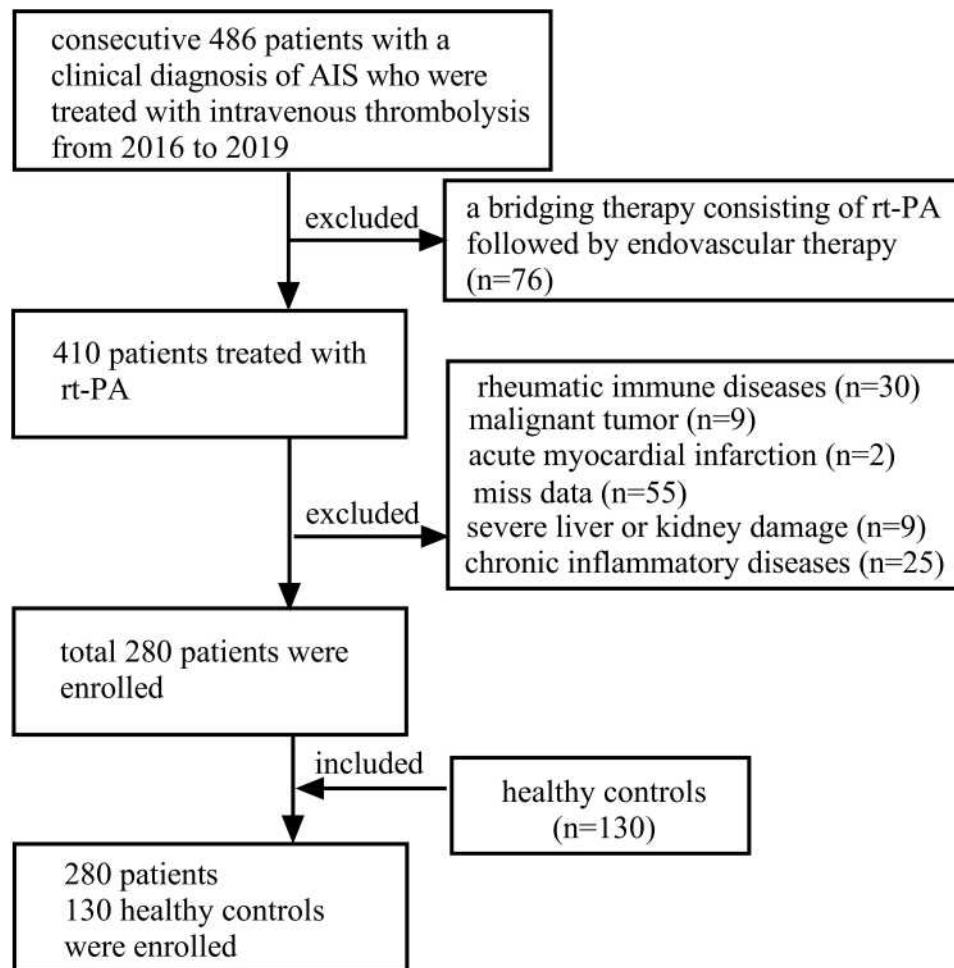 consecutive 486 patients with a
clinical diagnosis of AIS who were
treated with intravenous thrombolysis
from 2016 to 2019
excluded
a bridging therapy consisting of rt-PA
followed by endovascular therapy
(n=76)
410 patients treated with
rt-PA
rheumatic immune diseases (n=30)
malignant tumor (n=9)
acute myocardial infarction (n=2)
miss data (n=55)
severe liver or kidney damage (n=9)
chronic inflammatory diseases (n=25)
excluded
total 280 patients were
enrolled
included
healthy controls
(n=130)
280 patients
130 healthy controls
were enrolled